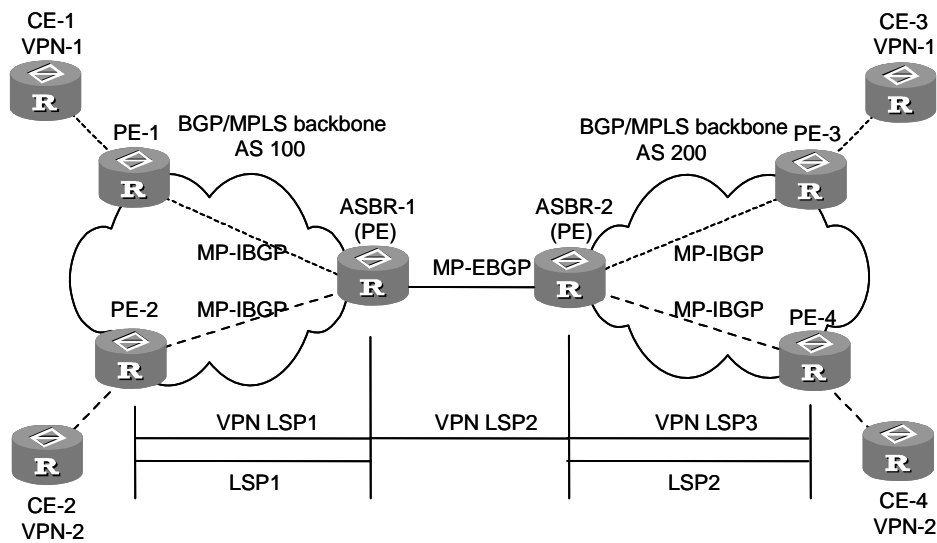 CE-1
VPN-1
CE-3
VPN-1
R
R
PE-1
BGP/MPLS backbone
AS 100
BGP/MPLS backbone
AS 200
PE-3
R
R
ASBR-1
(PE)
ASBR-2
(PE)
MP-IBGP
MP-EBGP
MP-IBGP
R
R
PE-2
MP-IBGP
MP-IBGP
PE-4
R
R
VPN LSP1
VPN LSP2
VPN LSP3
R
R
LSP1
LSP2
CE-2
VPN-2
CE-4
VPN-2